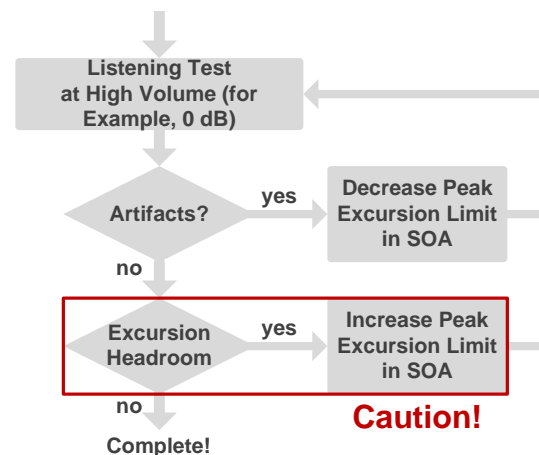 Listening Test
at High Volume (for
Example, 0 dB)
Artifacts?
yes
Decrease Peak
Excursion Limit
in SOA
no
Excursion
Headroom
yes
Increase Peak
Excursion Limit
in SOA
no
Caution!
Complete!